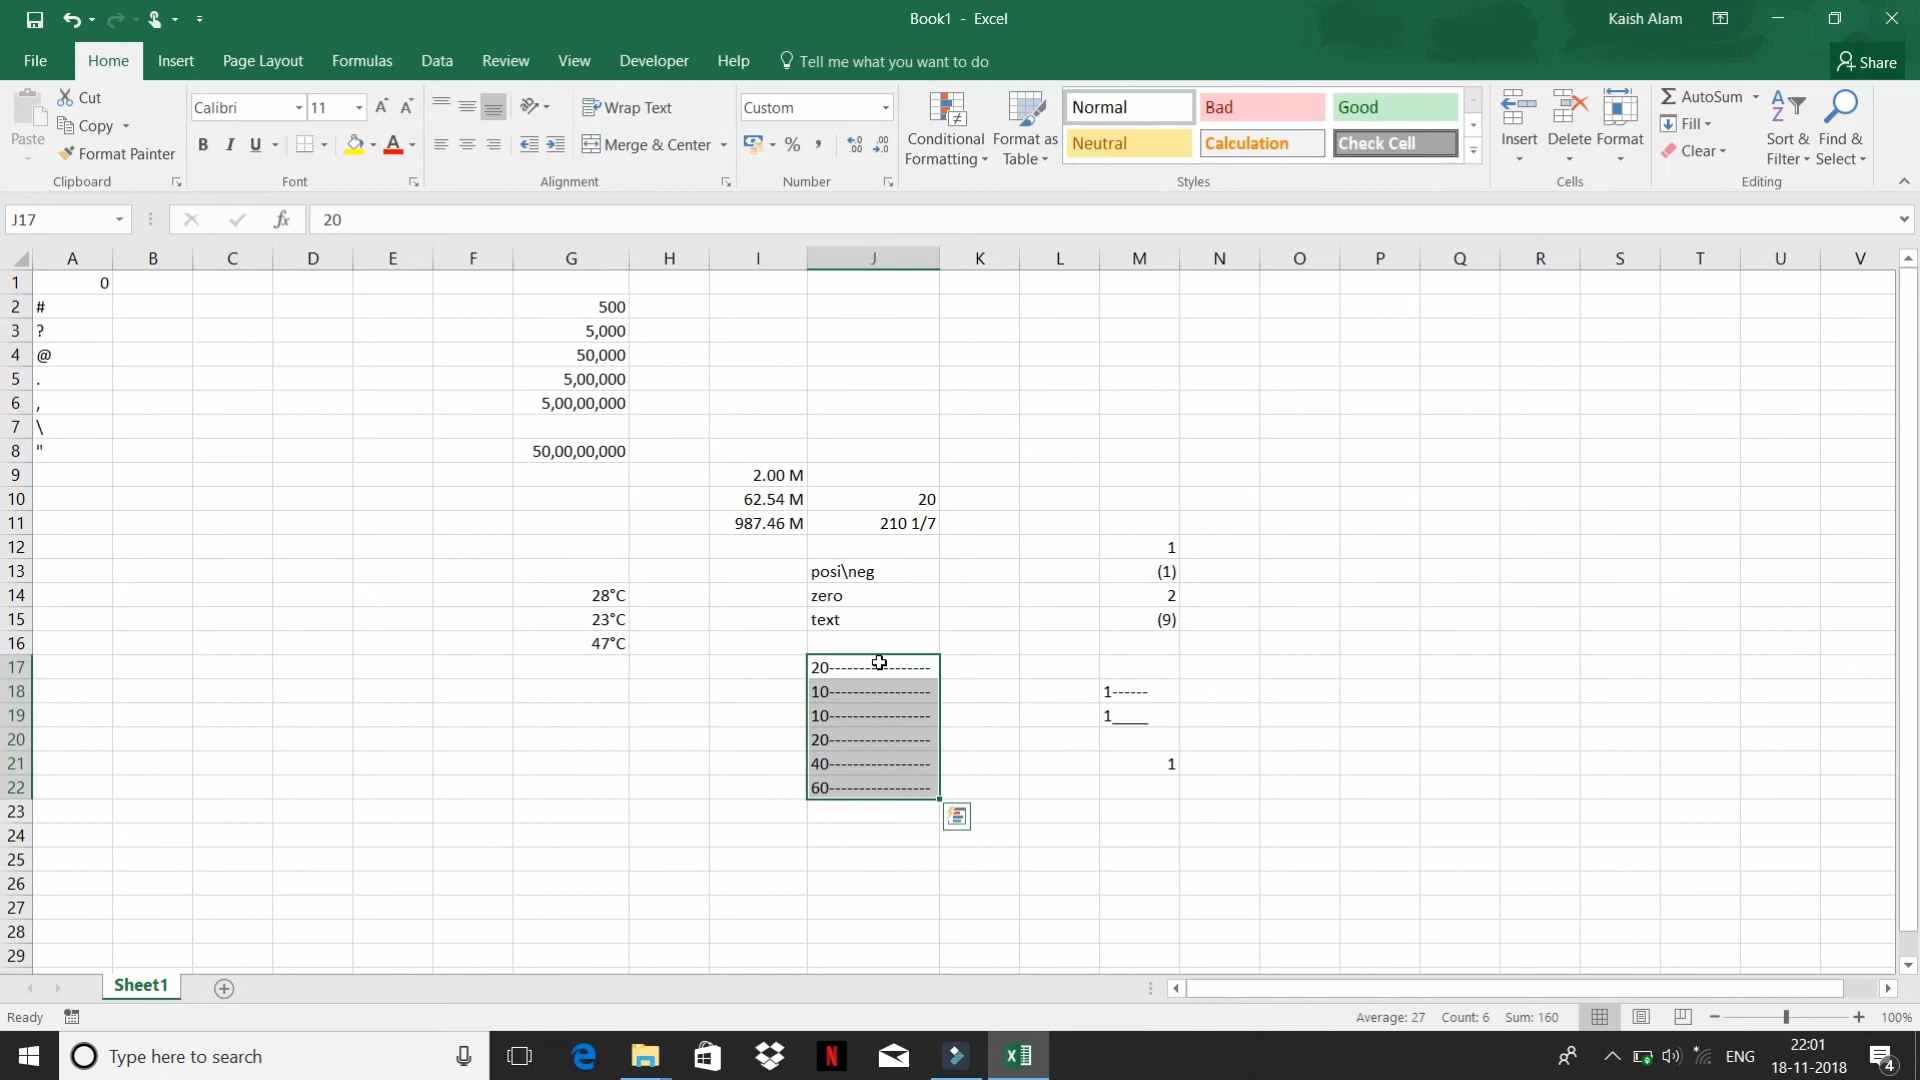 Book1 - Excel
Kaish Alam
File Home Insert Page Layout Formulas Data Review View Developer Help Tell me what you want to do Share
Paste
Cut
Copy
Format Painter
Clipboard
Calibri 11
B I U
Font
Wrap Text
Merge & Center
Alignment
Custom
% ,
Number
Conditional Formatting
Format as Table
Normal Bad Good
Neutral Calculation Check Cell
Styles
Insert Delete Format
Cells
AutoSum
Fill
Clear
Sort & Filter
Find & Select
Editing
J17 fx 20
A B C D E F G H I J K L M N O P Q R S T U V
1 0
2 # 500
3 ? 5,000
4 @ 50,000
5 . 5,00,000
6 , 5,00,00,000
7 \
8 " 50,00,00,000
9 2.00 M
10 62.54 M 20
11 987.46 M 210 1/7
12 1
13 posi\neg (1)
14 28°C zero 2
15 23°C text (9)
16 47°C
17 20-----------------
18 10----------------- 1------
19 10----------------- 1_____
20 20-----------------
21 40----------------- 1
22 60-----------------
23
24
25
26
27
28
29
Sheet1
Ready Average: 27 Count: 6 Sum: 160 100%
Type here to search
ENG
22:01
18-11-2018
4